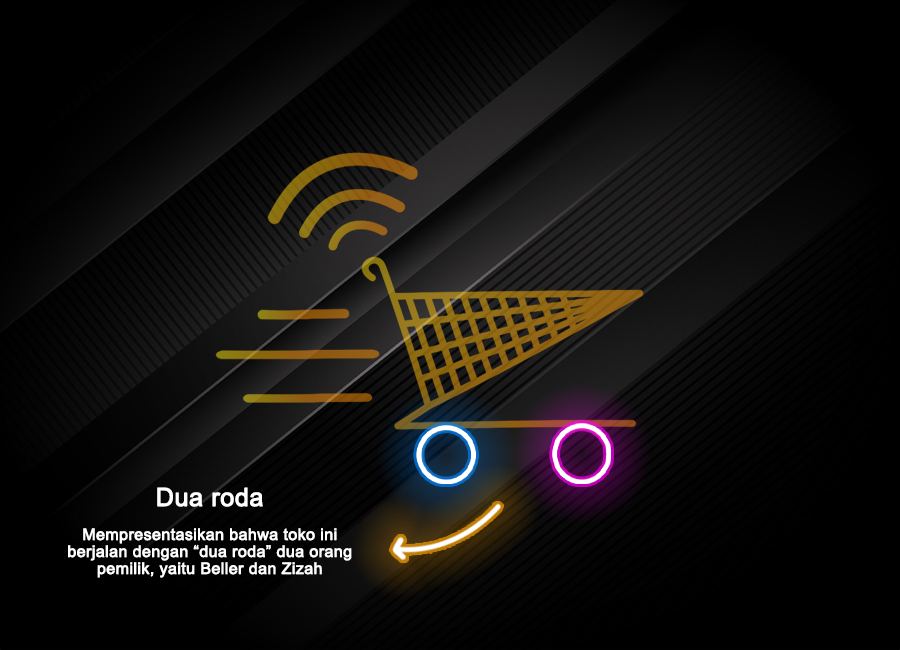 Dua roda
Mempresentasikan bahwa toko ini
berjalan dengan “dua roda” dua orang
pemilik, yaitu Beller dan Zizah